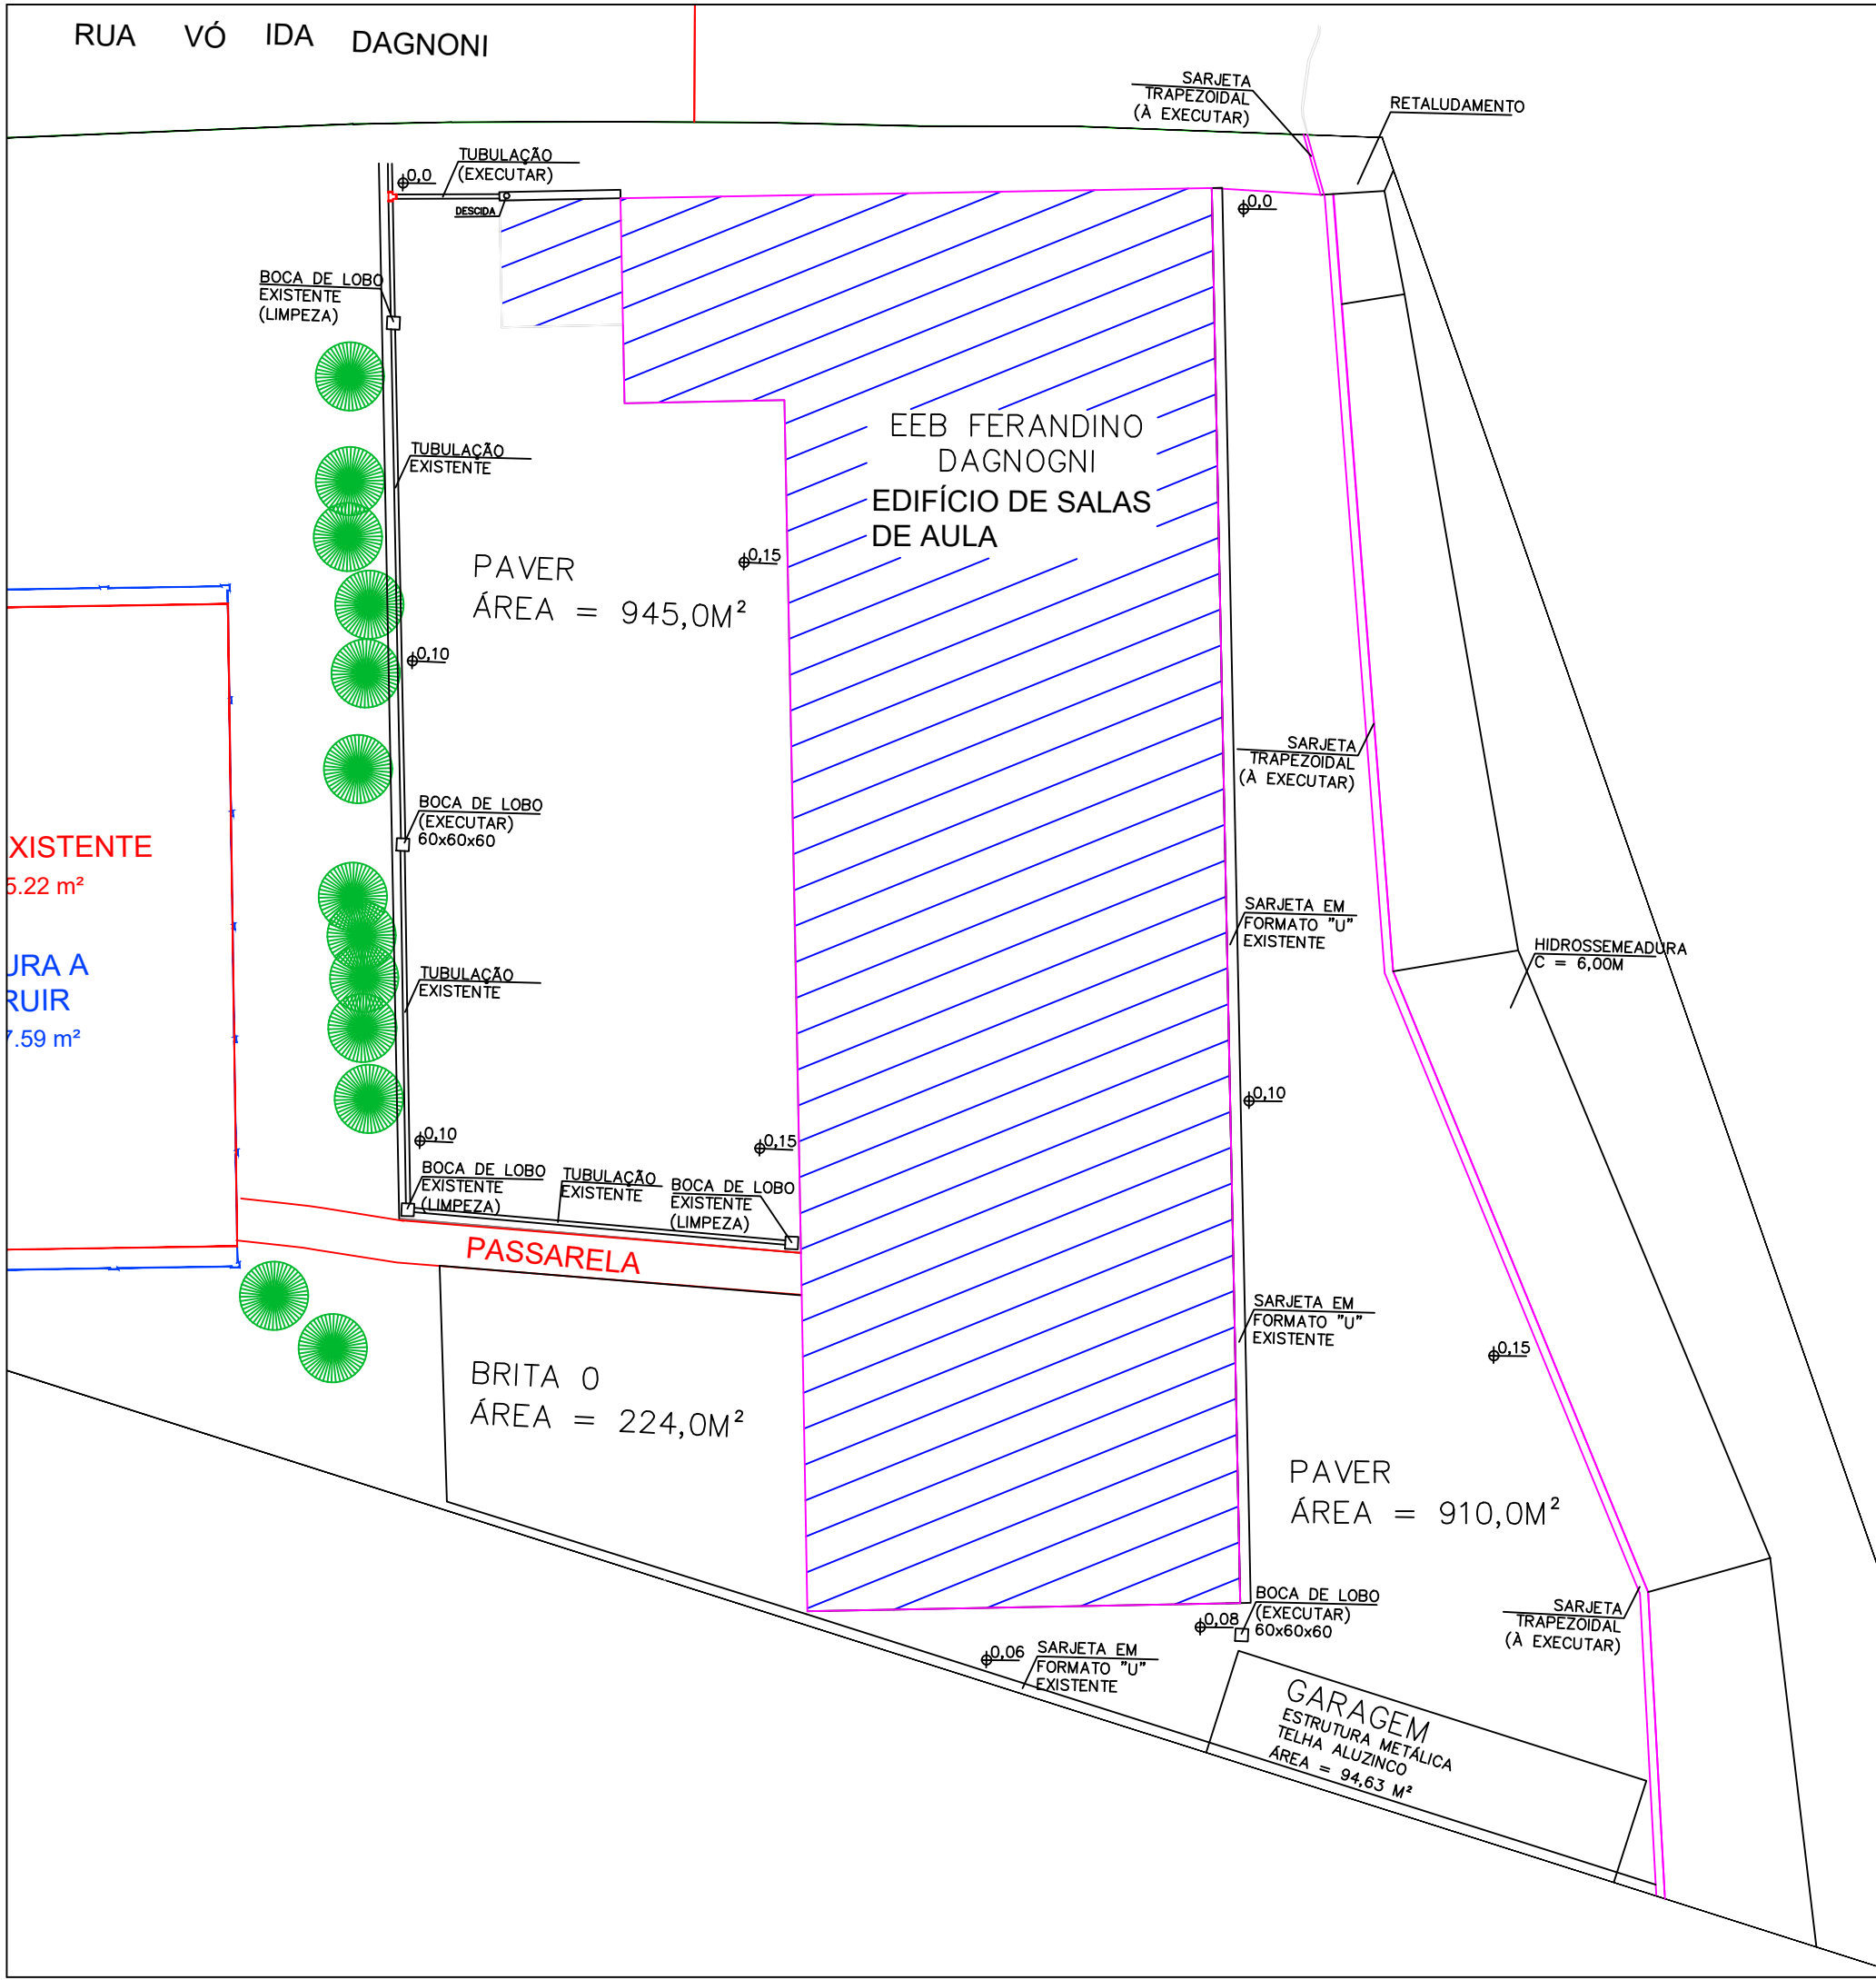 RUA VÓ IDA DAGNONI
SARJETA
TRAPEZOIDAL
(À EXECUTAR)
RETALUDAMENTO
TUBULAÇÃO
(EXECUTAR)
0,0
DESCIDA
0,0
BOCA DE LOBO
EXISTENTE
(LIMPEZA)
TUBULAÇÃO
EXISTENTE
EEB FERANDINO
DAGNOGNI
EDIFÍCIO DE SALAS
DE AULA
PAVER
ÁREA = 945,0M²
0,15
0,10
SARJETA
TRAPEZOIDAL
(À EXECUTAR)
BOCA DE LOBO
(EXECUTAR)
60x60x60
XISTENTE
5.22 m²
URA A
RUIR
7.59 m²
SARJETA EM
FORMATO "U"
EXISTENTE
HIDROSSEMEADURA
C = 6,00M
TUBULAÇÃO
EXISTENTE
0,10
0,10
0,15
BOCA DE LOBO
EXISTENTE
(LIMPEZA)
TUBULAÇÃO
EXISTENTE
BOCA DE LOBO
EXISTENTE
(LIMPEZA)
PASSARELA
SARJETA EM
FORMATO "U"
EXISTENTE
0,15
BRITA 0
ÁREA = 224,0M²
PAVER
ÁREA = 910,0M²
BOCA DE LOBO
(EXECUTAR)
60x60x60
0,08
SARJETA
TRAPEZOIDAL
(À EXECUTAR)
0,06
SARJETA EM
FORMATO "U"
EXISTENTE
GARAGEM
ESTRUTURA METÁLICA
TELHA ALUZINCO
ÁREA = 94,63 M²